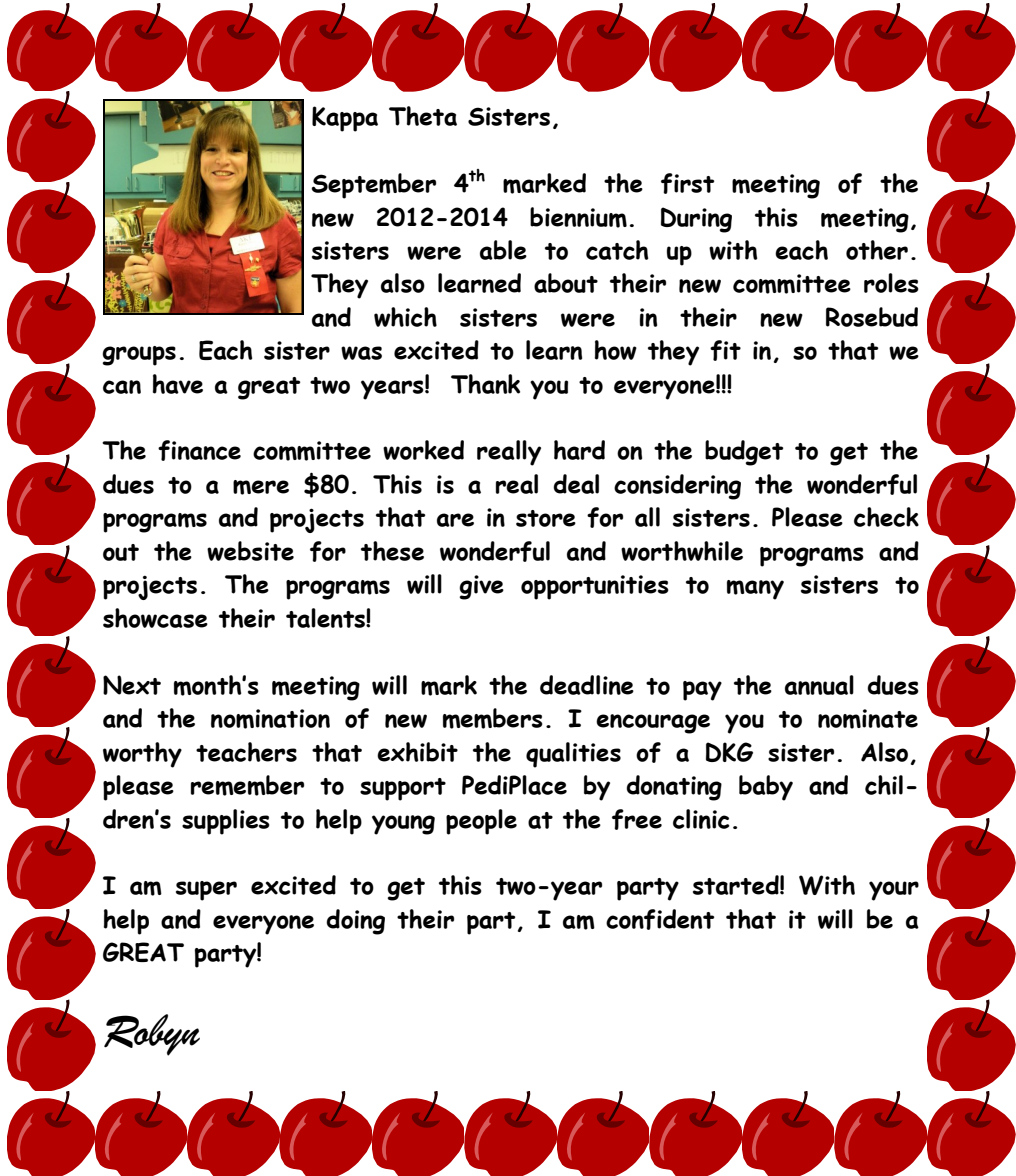 Kappa Theta Sisters,
September 4th marked the first meeting of the
new 2012-2014 biennium. During this meeting,
sisters were able to catch up with each other.
They also learned about their new committee roles
and which sisters were in their new Rosebud
groups. Each sister was excited to learn how they fit in, so that we
can have a great two years! Thank you to everyone!!!
The finance committee worked really hard on the budget to get the
dues to a mere $80. This is a real deal considering the wonderful
programs and projects that are in store for all sisters. Please check
out the website for these wonderful and worthwhile programs and
projects. The programs will give opportunities to many sisters to
showcase their talents!
Next month's meeting will mark the deadline to pay the annual dues
and the nomination of new members. I encourage you to nominate
worthy teachers that exhibit the qualities of a DKG sister. Also,
please remember to support PediPlace by donating baby and chil-
dren's supplies to help young people at the free clinic.
I am super excited to get this two-year party started! With your
help and everyone doing their part, I am confident that it will be a
GREAT party!
Robyn